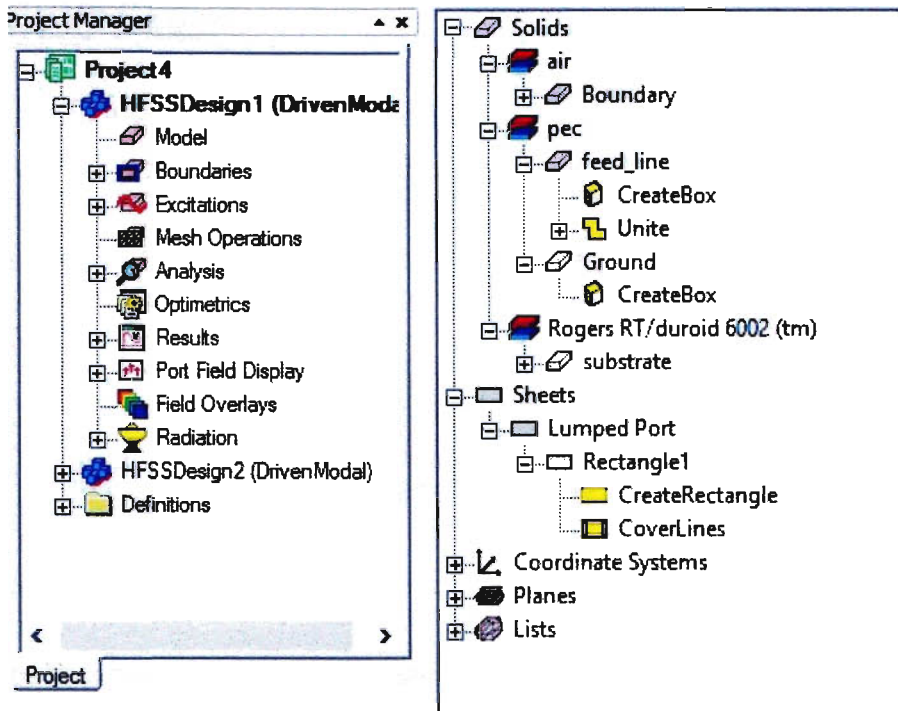 Project Manager
Project4
HFSSDesign1 (DrivenModa
Model
Boundaries
Excitations
Mesh Operations
Analysis
Optimetrics
Results
Port Field Display
Field Overlays
Radiation
HFSSDesign2 (DrivenModal)
Definitions
Project
Solids
air
Boundary
pec
feed_line
CreateBox
Unite
Ground
CreateBox
Rogers RT/duroid 6002 (tm)
substrate
Sheets
Lumped Port
Rectangle1
CreateRectangle
CoverLines
Coordinate Systems
Planes
Lists